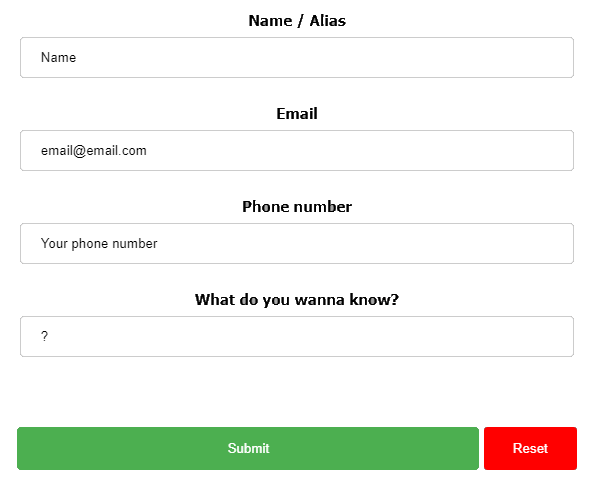 Name / Alias
Name
Email
email@email.com
Phone number
Your phone number
What do you wanna know?
?
Submit Reset